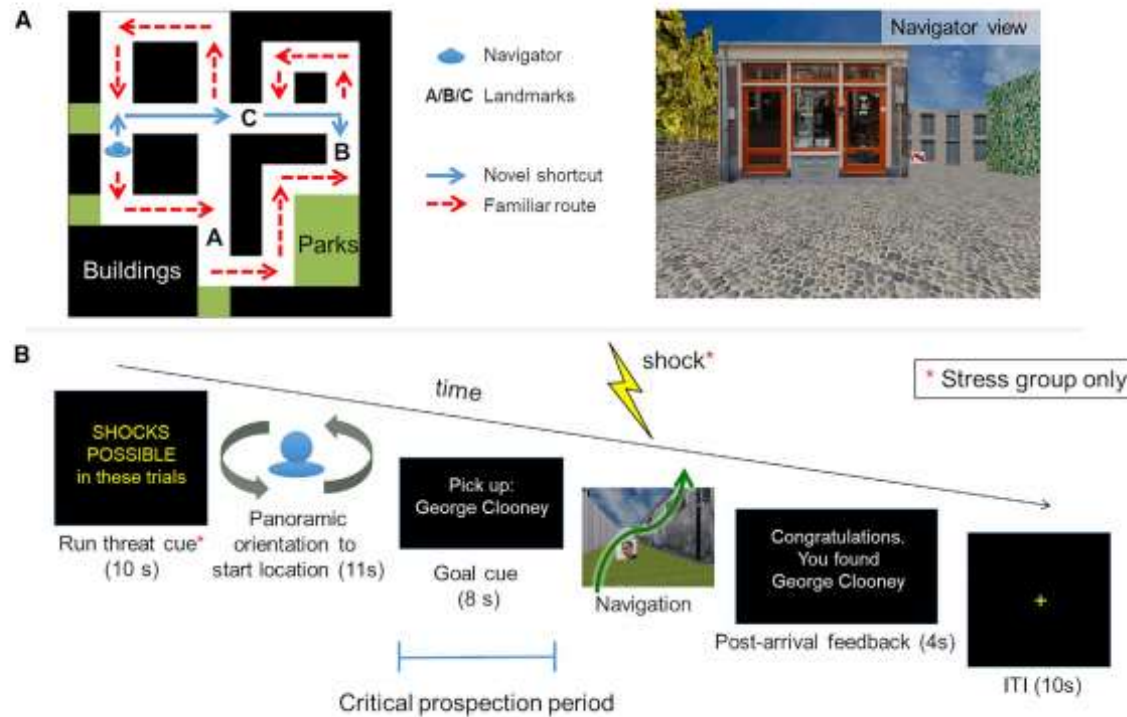 A
Navigator
A/B/C Landmarks
Novel shortcut
Familiar route
C
B
A
Parks
Buildings
Navigator view
B
time
shock*
* Stress group only
SHOCKS
POSSIBLE
in these trials
Run threat cue*
(10 s)
Panoramic
orientation to
start location (11s)
Pick up:
George Clooney
Goal cue
(8 s)
Navigation
Congratulations.
You found
George Clooney
Post-arrival feedback (4s)
ITI (10s)
Critical prospection period